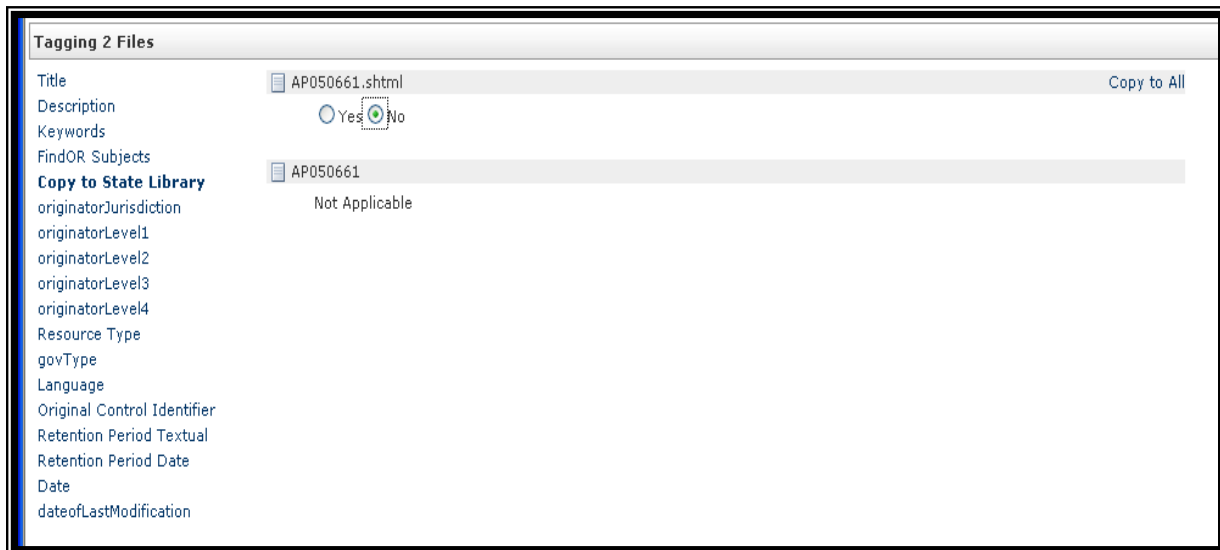 Tagging 2 Files
Title
Description
Keywords
FindOR Subjects
Copy to State Library
originatorJurisdiction
originatorLevel1
originatorLevel2
originatorLevel3
originatorLevel4
Resource Type
govType
Language
Original Control Identifier
Retention Period Textual
Retention Period Date
Date
dateofLastModification
AP050661.shtml Copy to All
Yes No
AP050661
Not Applicable